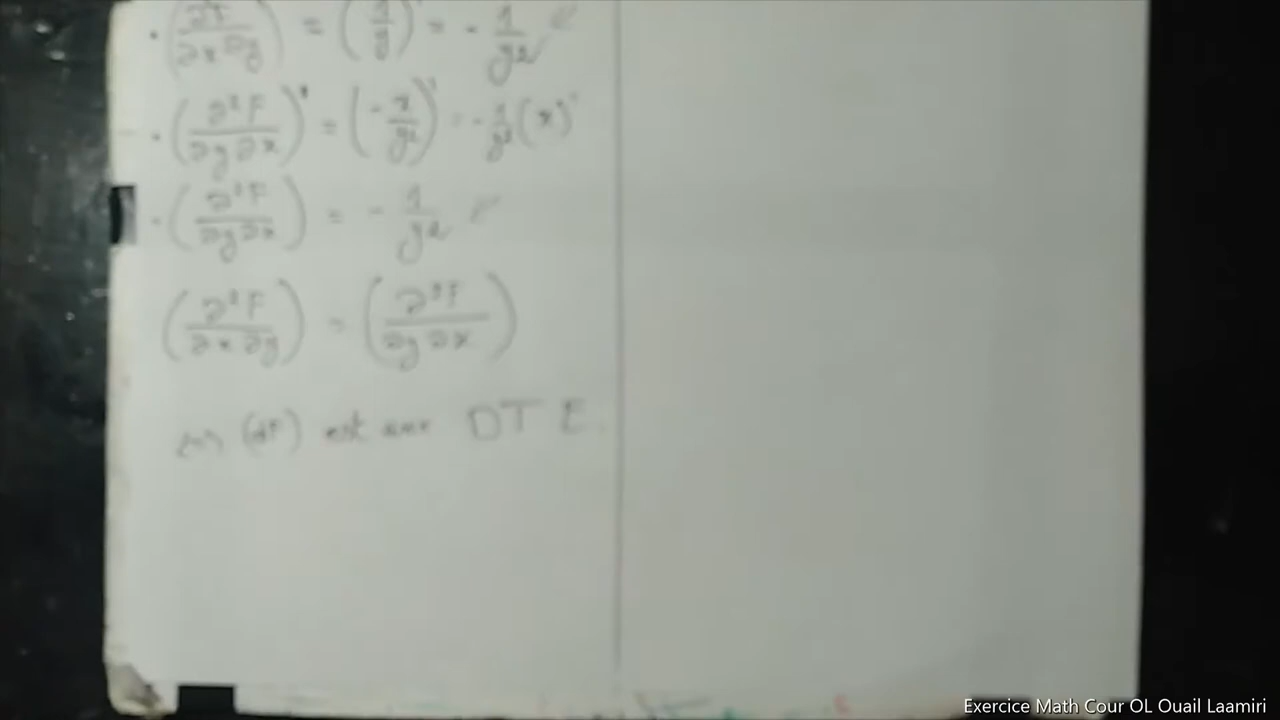 · (∂²F/∂x∂y) = (1/y)' = - 1/y²
· (∂²F/∂y∂x)' = (- x/y²)' = - 1/y² (x)'
· (∂²F/∂y∂x) = - 1/y²
(∂²F/∂x∂y) = (∂²F/∂y∂x)
(dF) est une DTE.
Exercice Math Cour OL Ouail Laamiri